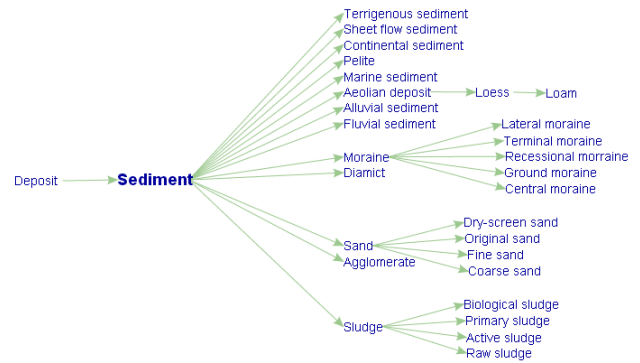 Terrigenous sediment
Sheet flow sediment
Continental sediment
Pelite
Marine sediment
Aeolian deposit Loess Loam
Alluvial sediment
Fluvial sediment
Lateral moraine
Terminal moraine
Moraine Recessional morraine
Diamict Ground moraine
Deposit Sediment Central moraine
Dry-screen sand
Original sand
Sand Fine sand
Agglomerate Coarse sand
Biological sludge
Primary sludge
Sludge Active sludge
Raw sludge